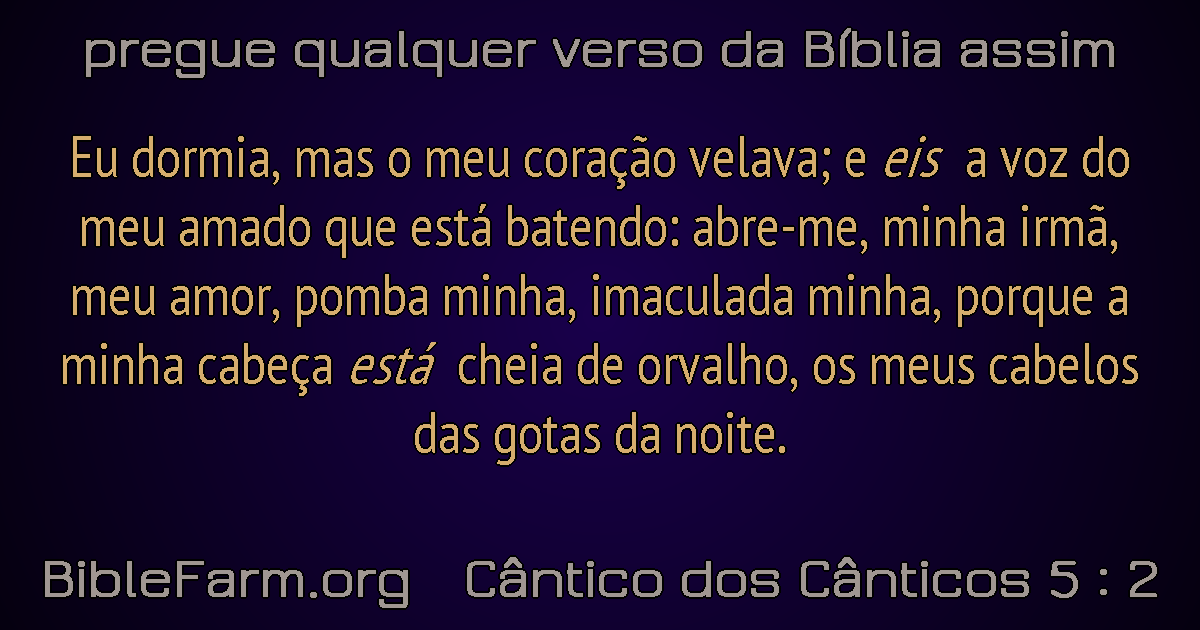 pregue qualquer verso da Bíblia assim
Eu dormia, mas o meu coração velava; e eis a voz do
meu amado que está batendo: abre-me, minha irmã,
meu amor, pomba minha, imaculada minha, porque a
minha cabeça está cheia de orvalho, os meus cabelos
das gotas da noite.
BibleFarm.org Cântico dos Cânticos 5 : 2